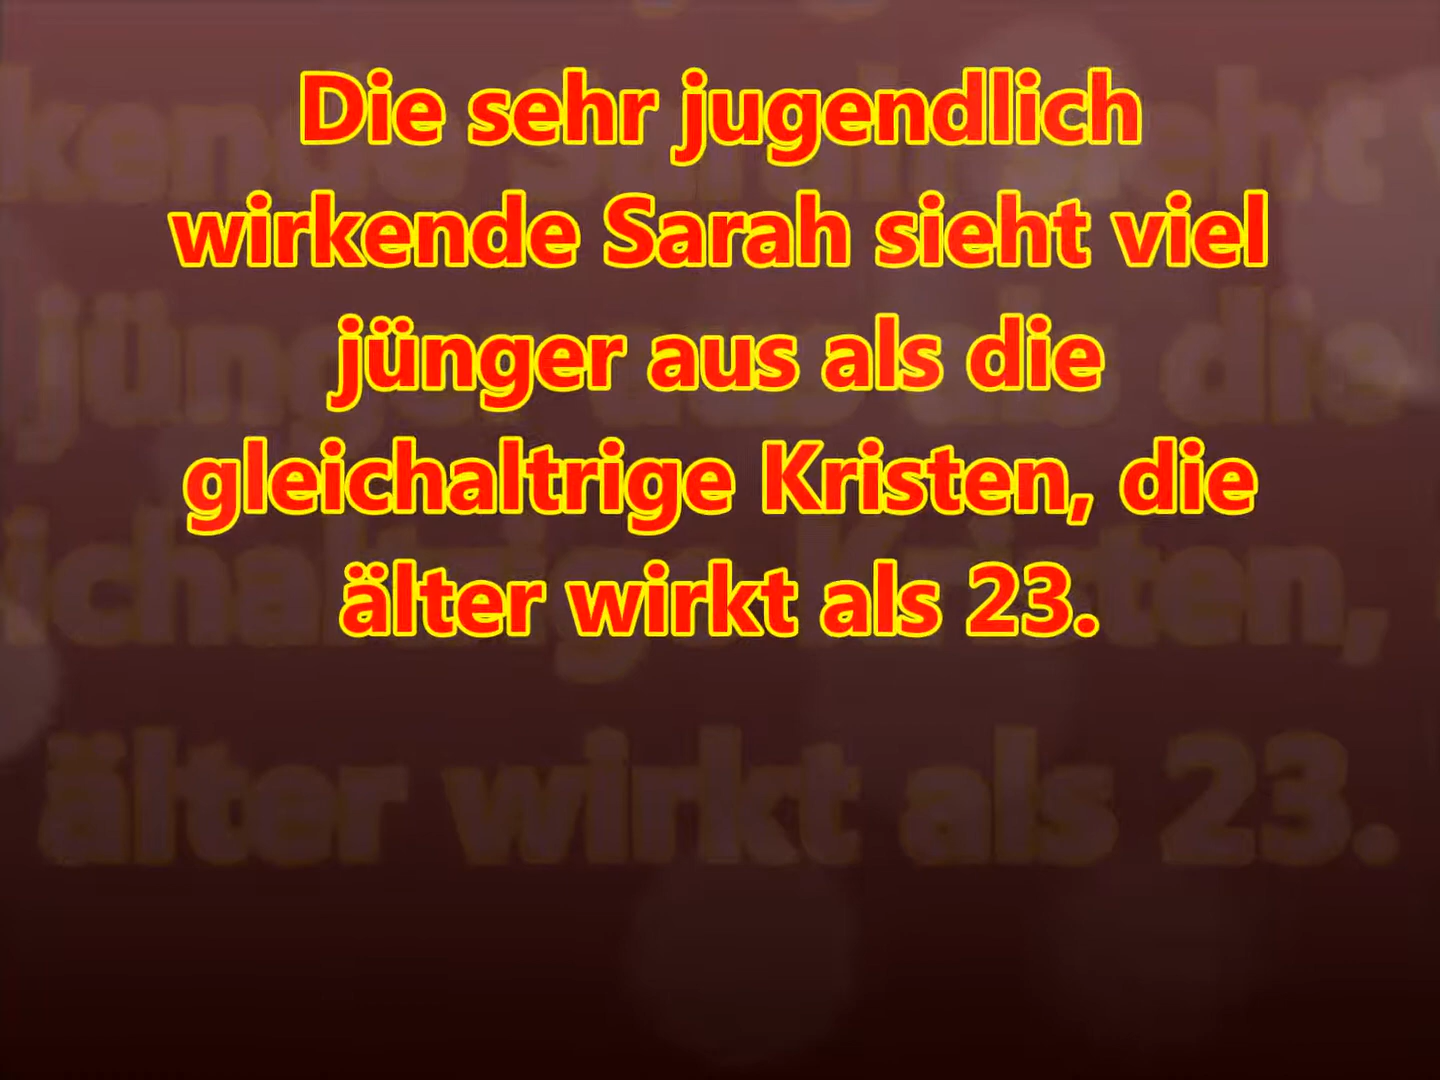 Die sehr jugendlich
wirkende Sarah sieht viel
jünger aus als die
gleichaltrige Kristen, die
älter wirkt als 23.